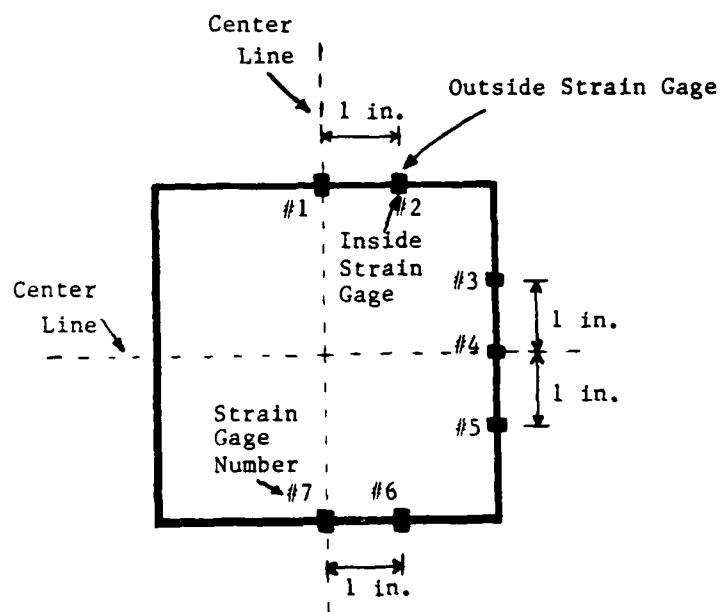 Center
Line
Outside Strain Gage
1 in.
#1
#2
Inside
Strain
Gage
#3
Center
Line
1 in.
#4
1 in.
Strain
Gage
Number
#5
#7
#6
1 in.